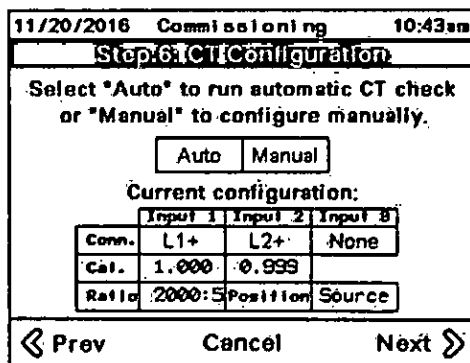 11/20/2016 Commissioning 10:43am
Step 6: CT Configuration
Select "Auto" to run automatic CT check
or "Manual" to configure manually.
Auto Manual
Current configuration:
Input 1 Input 2 Input 3
Conn. L1+ L2+ None
Cal. 1.000 0.999
Ratio 2000:5 Position Source
Prev Cancel Next